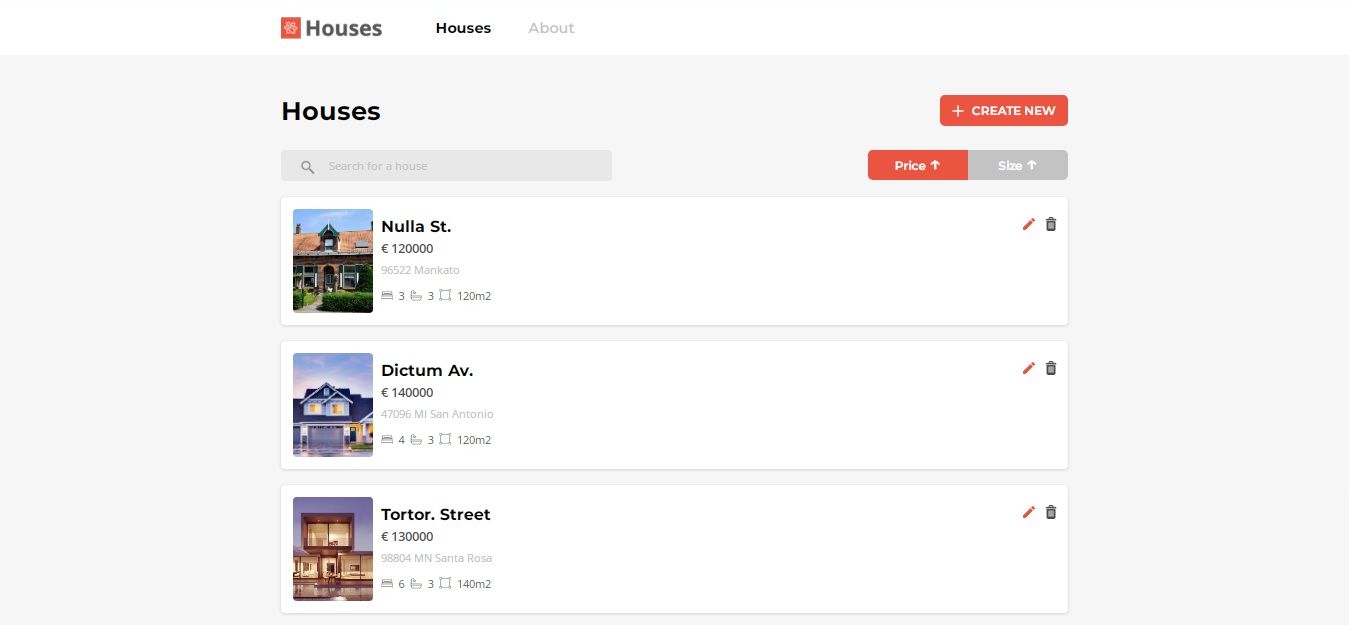 Houses Houses About
Houses + CREATE NEW
Search for a house Price ↑ Size ↑
Nulla St.
€ 120000
96522 Mankato
3 3 120m2
Dictum Av.
€ 140000
47096 MI San Antonio
4 3 120m2
Tortor. Street
€ 130000
98804 MN Santa Rosa
6 3 140m2